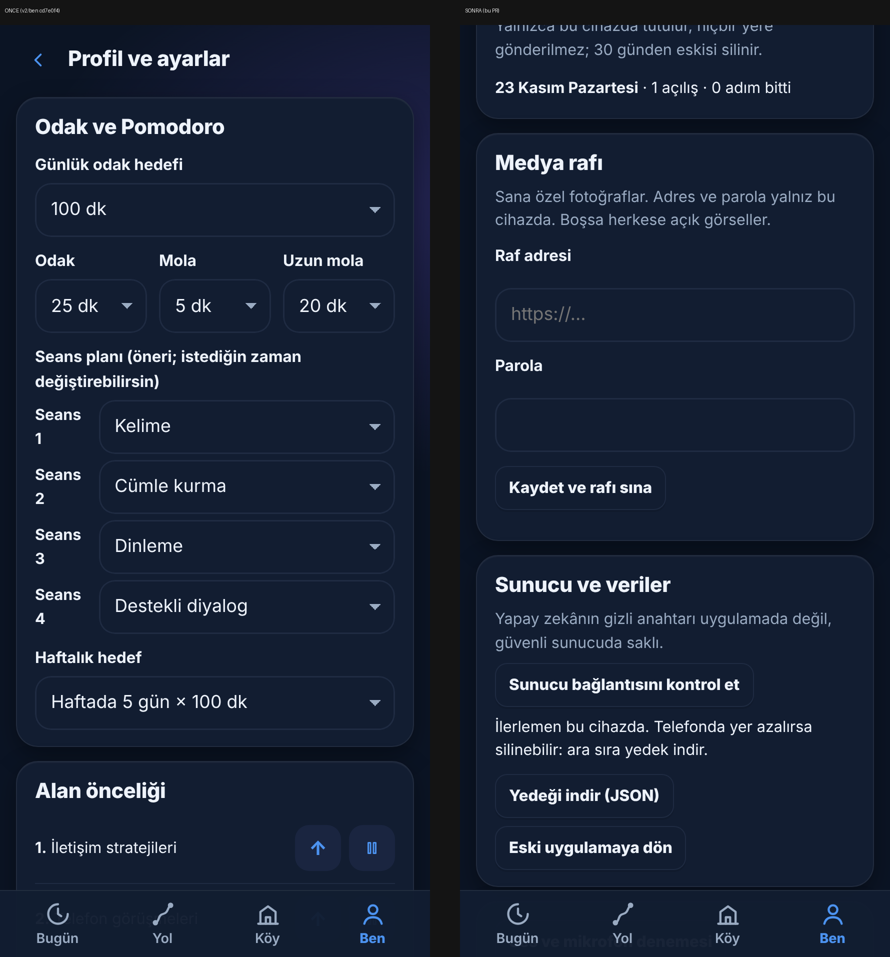 ÖNCE (v2/ben cd7e0f4)
Profil ve ayarlar
Odak ve Pomodoro
Günlük odak hedefi
100 dk
Odak Mola Uzun mola
25 dk 5 dk 20 dk
Seans planı (öneri; istediğin zaman
değiştirebilirsin)
Seans
1
Kelime
Seans
2
Cümle kurma
Seans
3
Dinleme
Seans
4
Destekli diyalog
Haftalık hedef
Haftada 5 gün × 100 dk
Alan önceliği
1. İletişim stratejileri
Bugün Yol Köy Ben
SONRA (bu PR)
Yalnızca bu cihazda tutulur, hiçbir yere
gönderilmez; 30 günden eskisi silinir.
23 Kasım Pazartesi · 1 açılış · 0 adım bitti
Medya rafı
Sana özel fotoğraflar. Adres ve parola yalnız bu
cihazda. Boşsa herkese açık görseller.
Raf adresi
https://...
Parola
Kaydet ve rafı sına
Sunucu ve veriler
Yapay zekânın gizli anahtarı uygulamada değil,
güvenli sunucuda saklı.
Sunucu bağlantısını kontrol et
İlerlemen bu cihazda. Telefonda yer azalırsa
silinebilir: ara sıra yedek indir.
Yedeği indir (JSON)
Eski uygulamaya dön
Bugün Yol Köy Ben